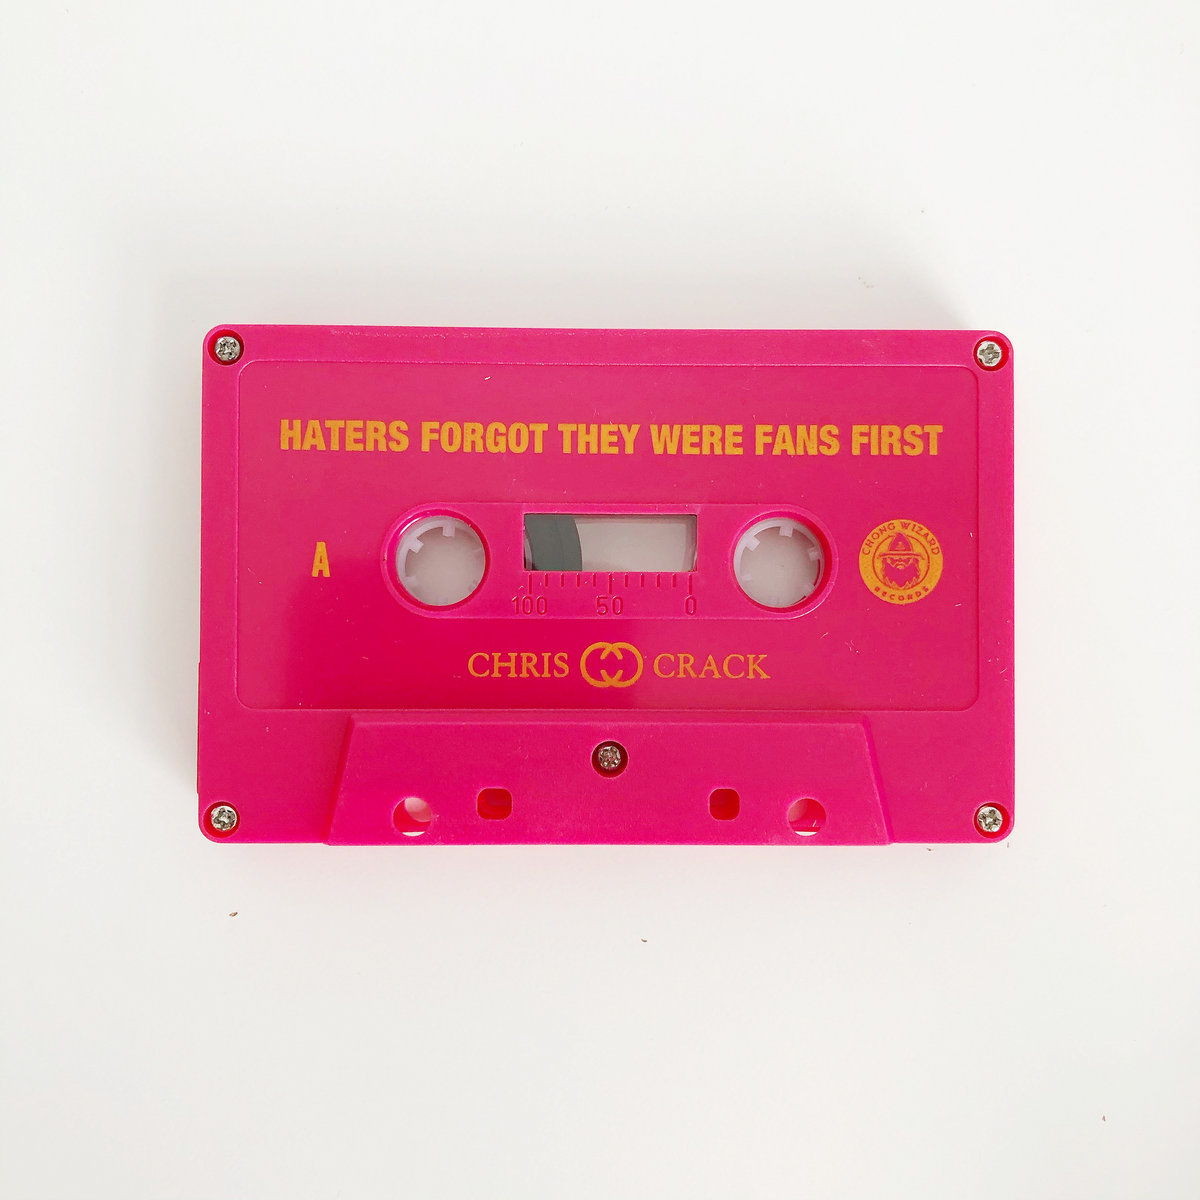 HATERS FORGOT THEY WERE FANS FIRST
A
CHONG WIZARD
RECORDS
100 50 0
CHRIS CRACK